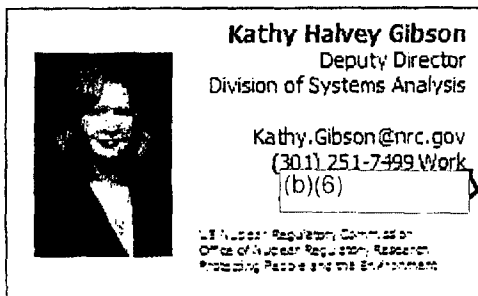 Kathy Halvey Gibson
Deputy Director
Division of Systems Analysis
Kathy.Gibson@nrc.gov
(301) 251-7499 Work
(b)(6)
US Nuclear Regulatory Commission
Office of Nuclear Regulatory Research
Protecting People and the Environment